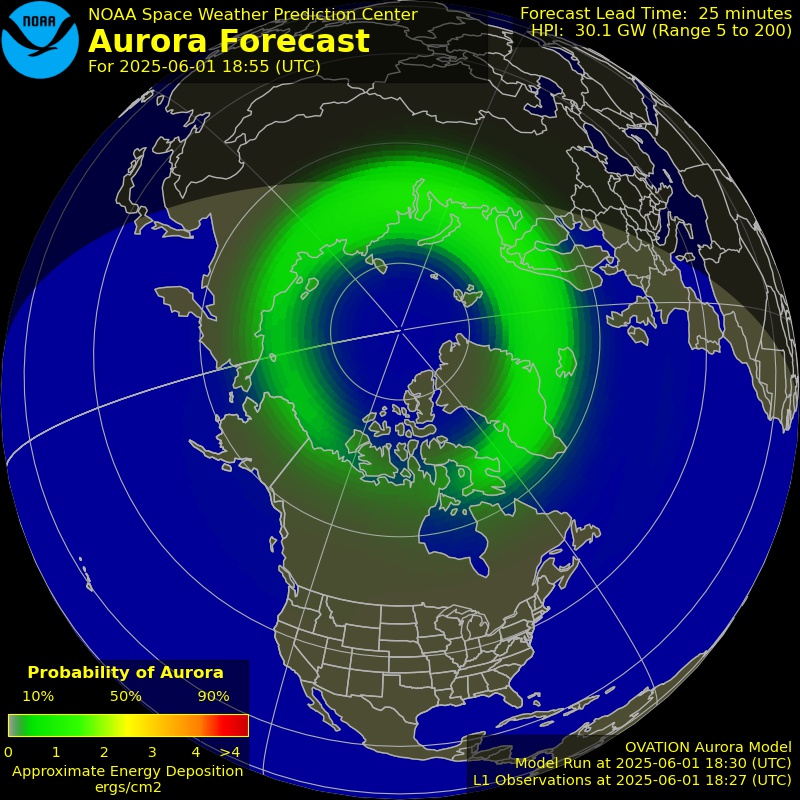 NOAA
NOAA Space Weather Prediction Center
Aurora Forecast
For 2025-06-01 18:55 (UTC)
Forecast Lead Time: 25 minutes
HPI: 30.1 GW (Range 5 to 200)
Probability of Aurora
10% 50% 90%
0 1 2 3 4 >4
Approximate Energy Deposition
ergs/cm2
OVATION Aurora Model
Model Run at 2025-06-01 18:30 (UTC)
L1 Observations at 2025-06-01 18:27 (UTC)